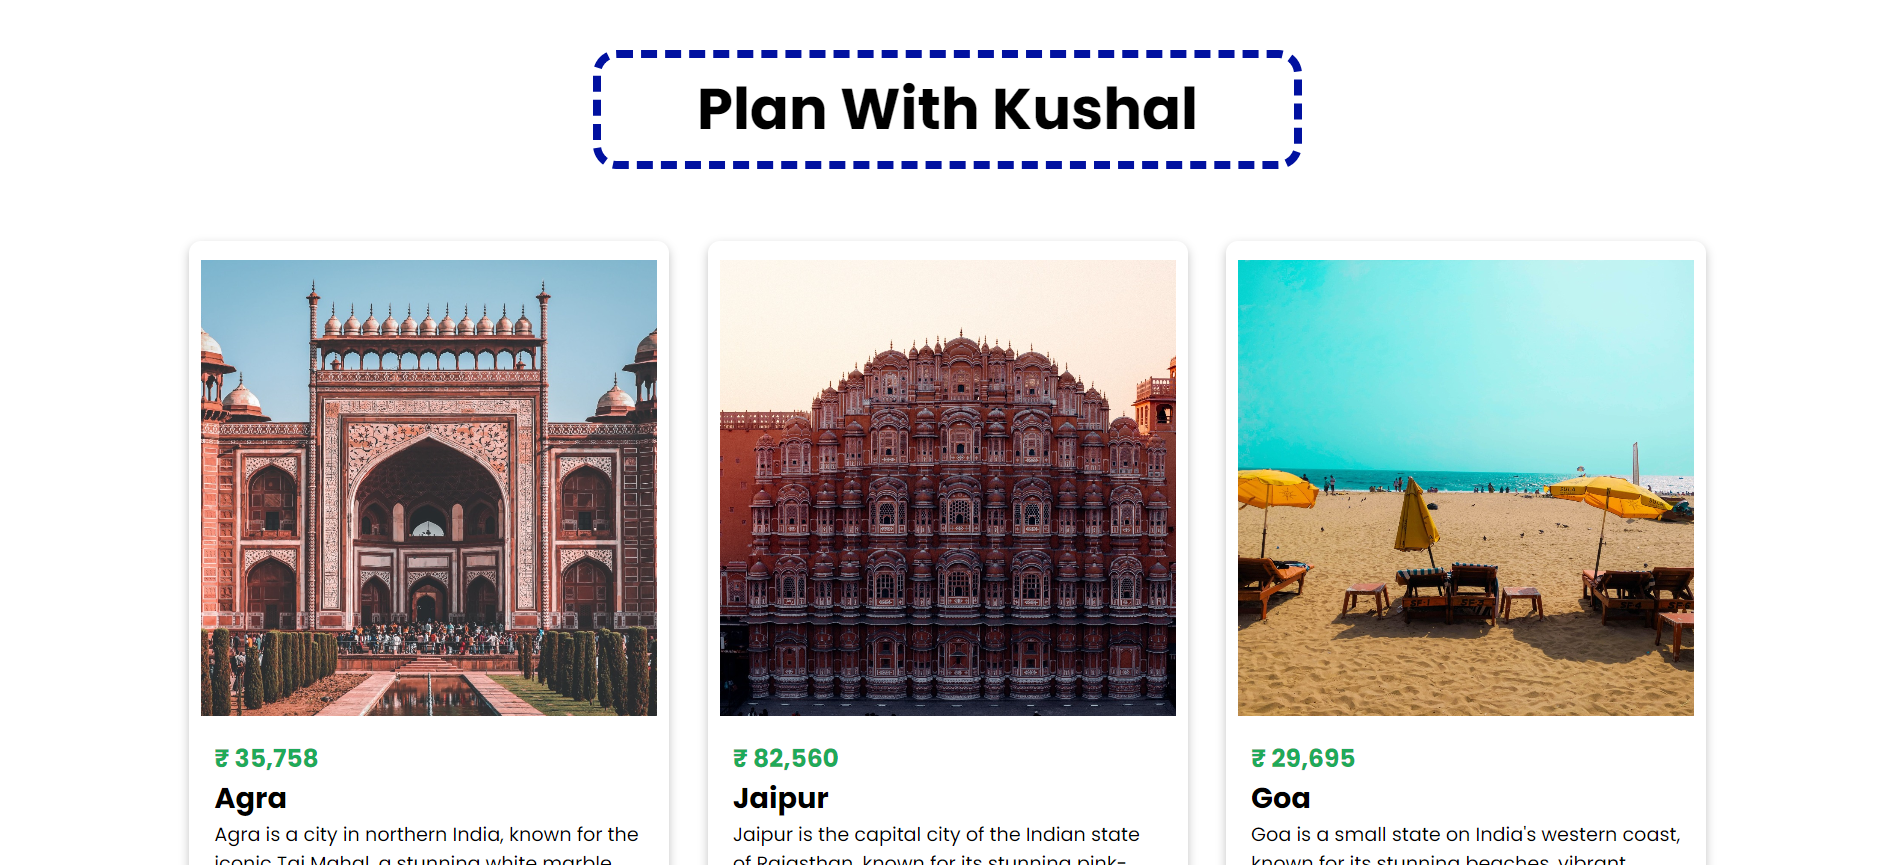 Plan With Kushal
₹ 35,758
Agra
Agra is a city in northern India, known for the
iconic Taj Mahal, a stunning white marble
₹ 82,560
Jaipur
Jaipur is the capital city of the Indian state
of Rajasthan, known for its stunning pink-
₹ 29,695
Goa
Goa is a small state on India's western coast,
known for its stunning beaches, vibrant